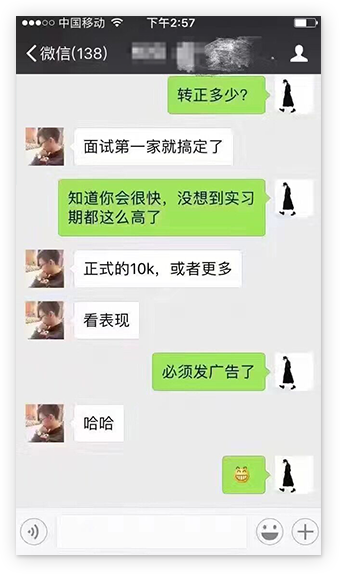 中国移动 下午2:57
微信(138)
转正多少？
面试第一家就搞定了
知道你会很快，没想到实习
期都这么高了
正式的10k，或者更多
看表现
必须发广告了
哈哈